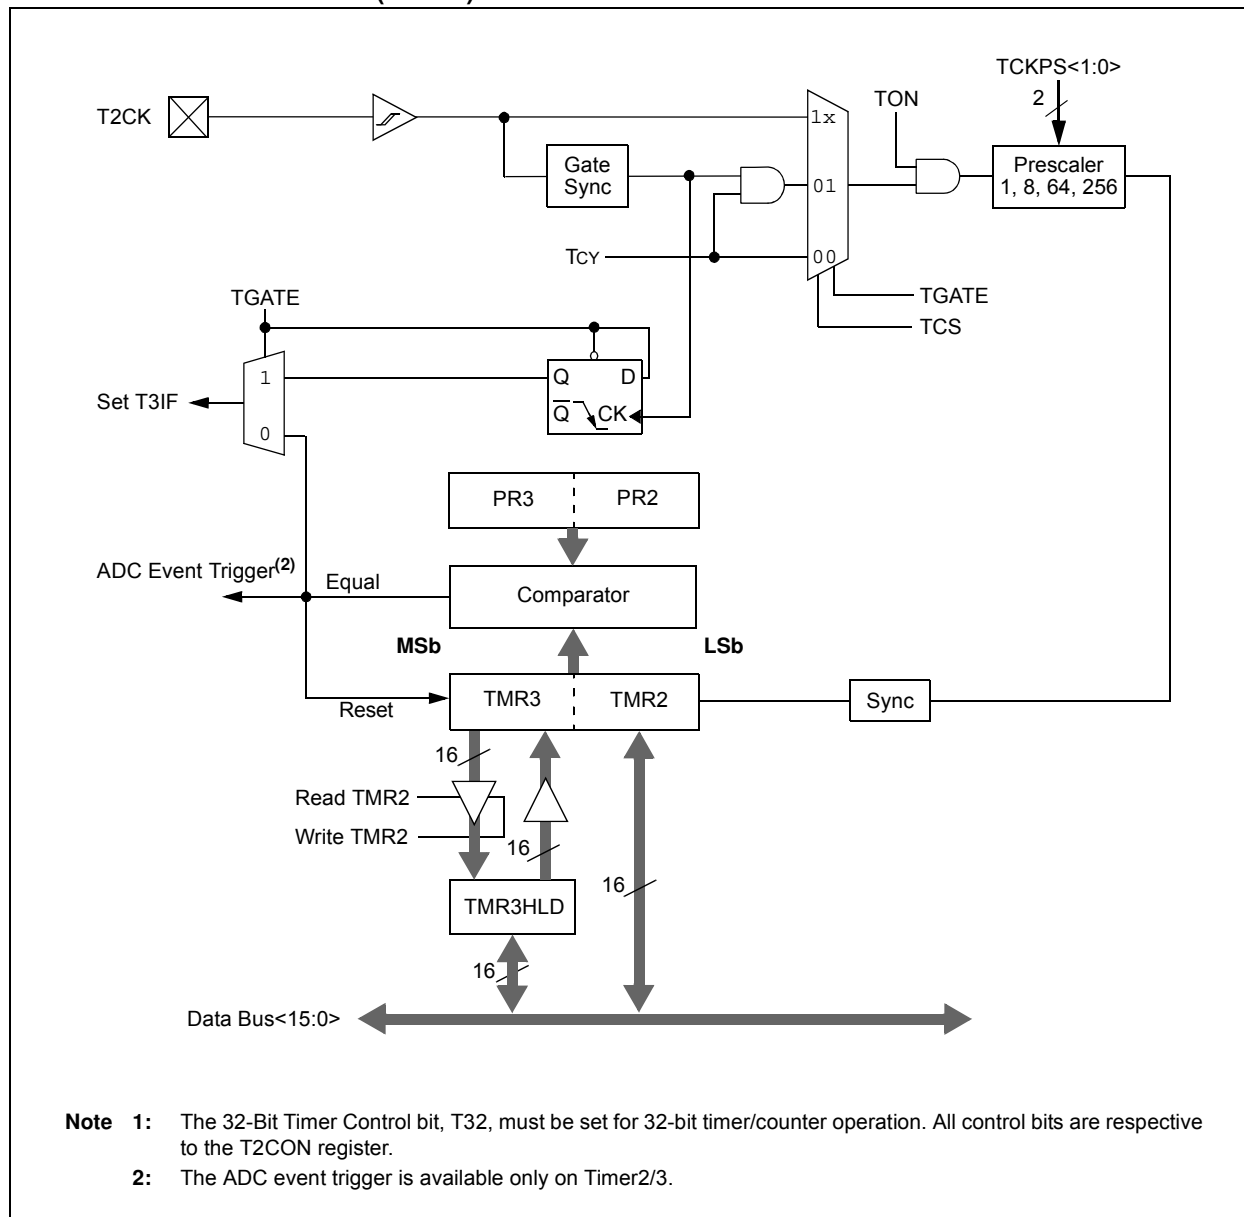 TCKPS<1:0>
2
TON
T2CK
1x
Gate
Sync
Prescaler
1, 8, 64, 256
01
TCY
00
TGATE
TGATE
TCS
1
Q D
Set T3IF
Q CK
0
PR3 PR2
ADC Event Trigger(2)
Equal
Comparator
MSb LSb
TMR3 TMR2
Sync
Reset
16
Read TMR2
Write TMR2
16
16
TMR3HLD
16
Data Bus<15:0>
Note 1: The 32-Bit Timer Control bit, T32, must be set for 32-bit timer/counter operation. All control bits are respective
to the T2CON register.
2: The ADC event trigger is available only on Timer2/3.